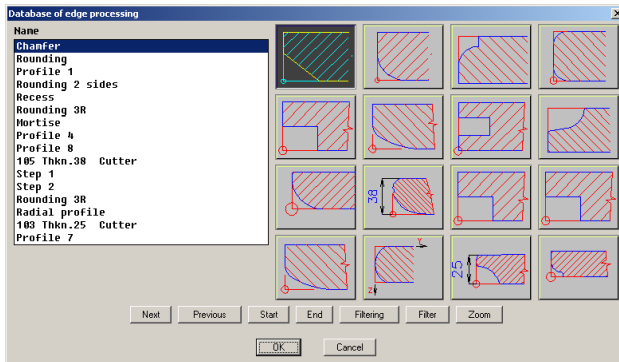 Database of edge processing
Name
Chamfer
Rounding
Profile 1
Rounding 2 sides
Recess
Rounding 3R
Mortise
Profile 4
Profile 8
105 Thkn.38 Cutter
Step 1
Step 2
Rounding 3R
Radial profile
103 Thkn.25 Cutter
Profile 7
38
Y
Z
25
Next Previous Start End Filtering Filter Zoom
OK Cancel